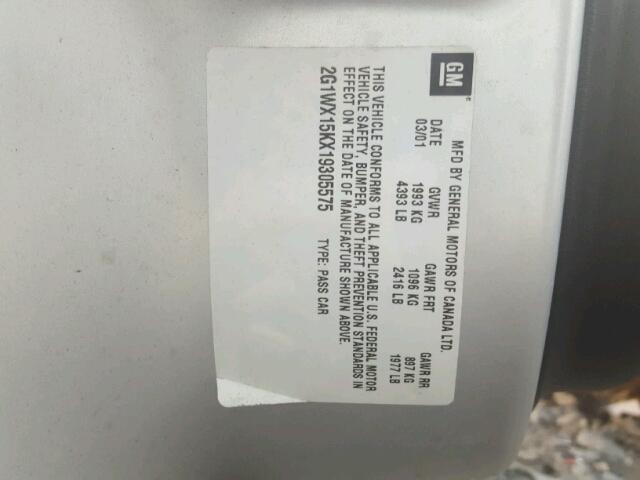 GM
MFD BY GENERAL MOTORS OF CANADA LTD.
DATE GVWR GAWR FRT GAWR RR
03/01 1993 KG 1096 KG 897 KG
4393 LB 2416 LB 1977 LB
THIS VEHICLE CONFORMS TO ALL APPLICABLE U.S. FEDERAL MOTOR
VEHICLE SAFETY, BUMPER, AND THEFT PREVENTION STANDARDS IN
EFFECT ON THE DATE OF MANUFACTURE SHOWN ABOVE.
2G1WX15KX19305575 TYPE: PASS CAR